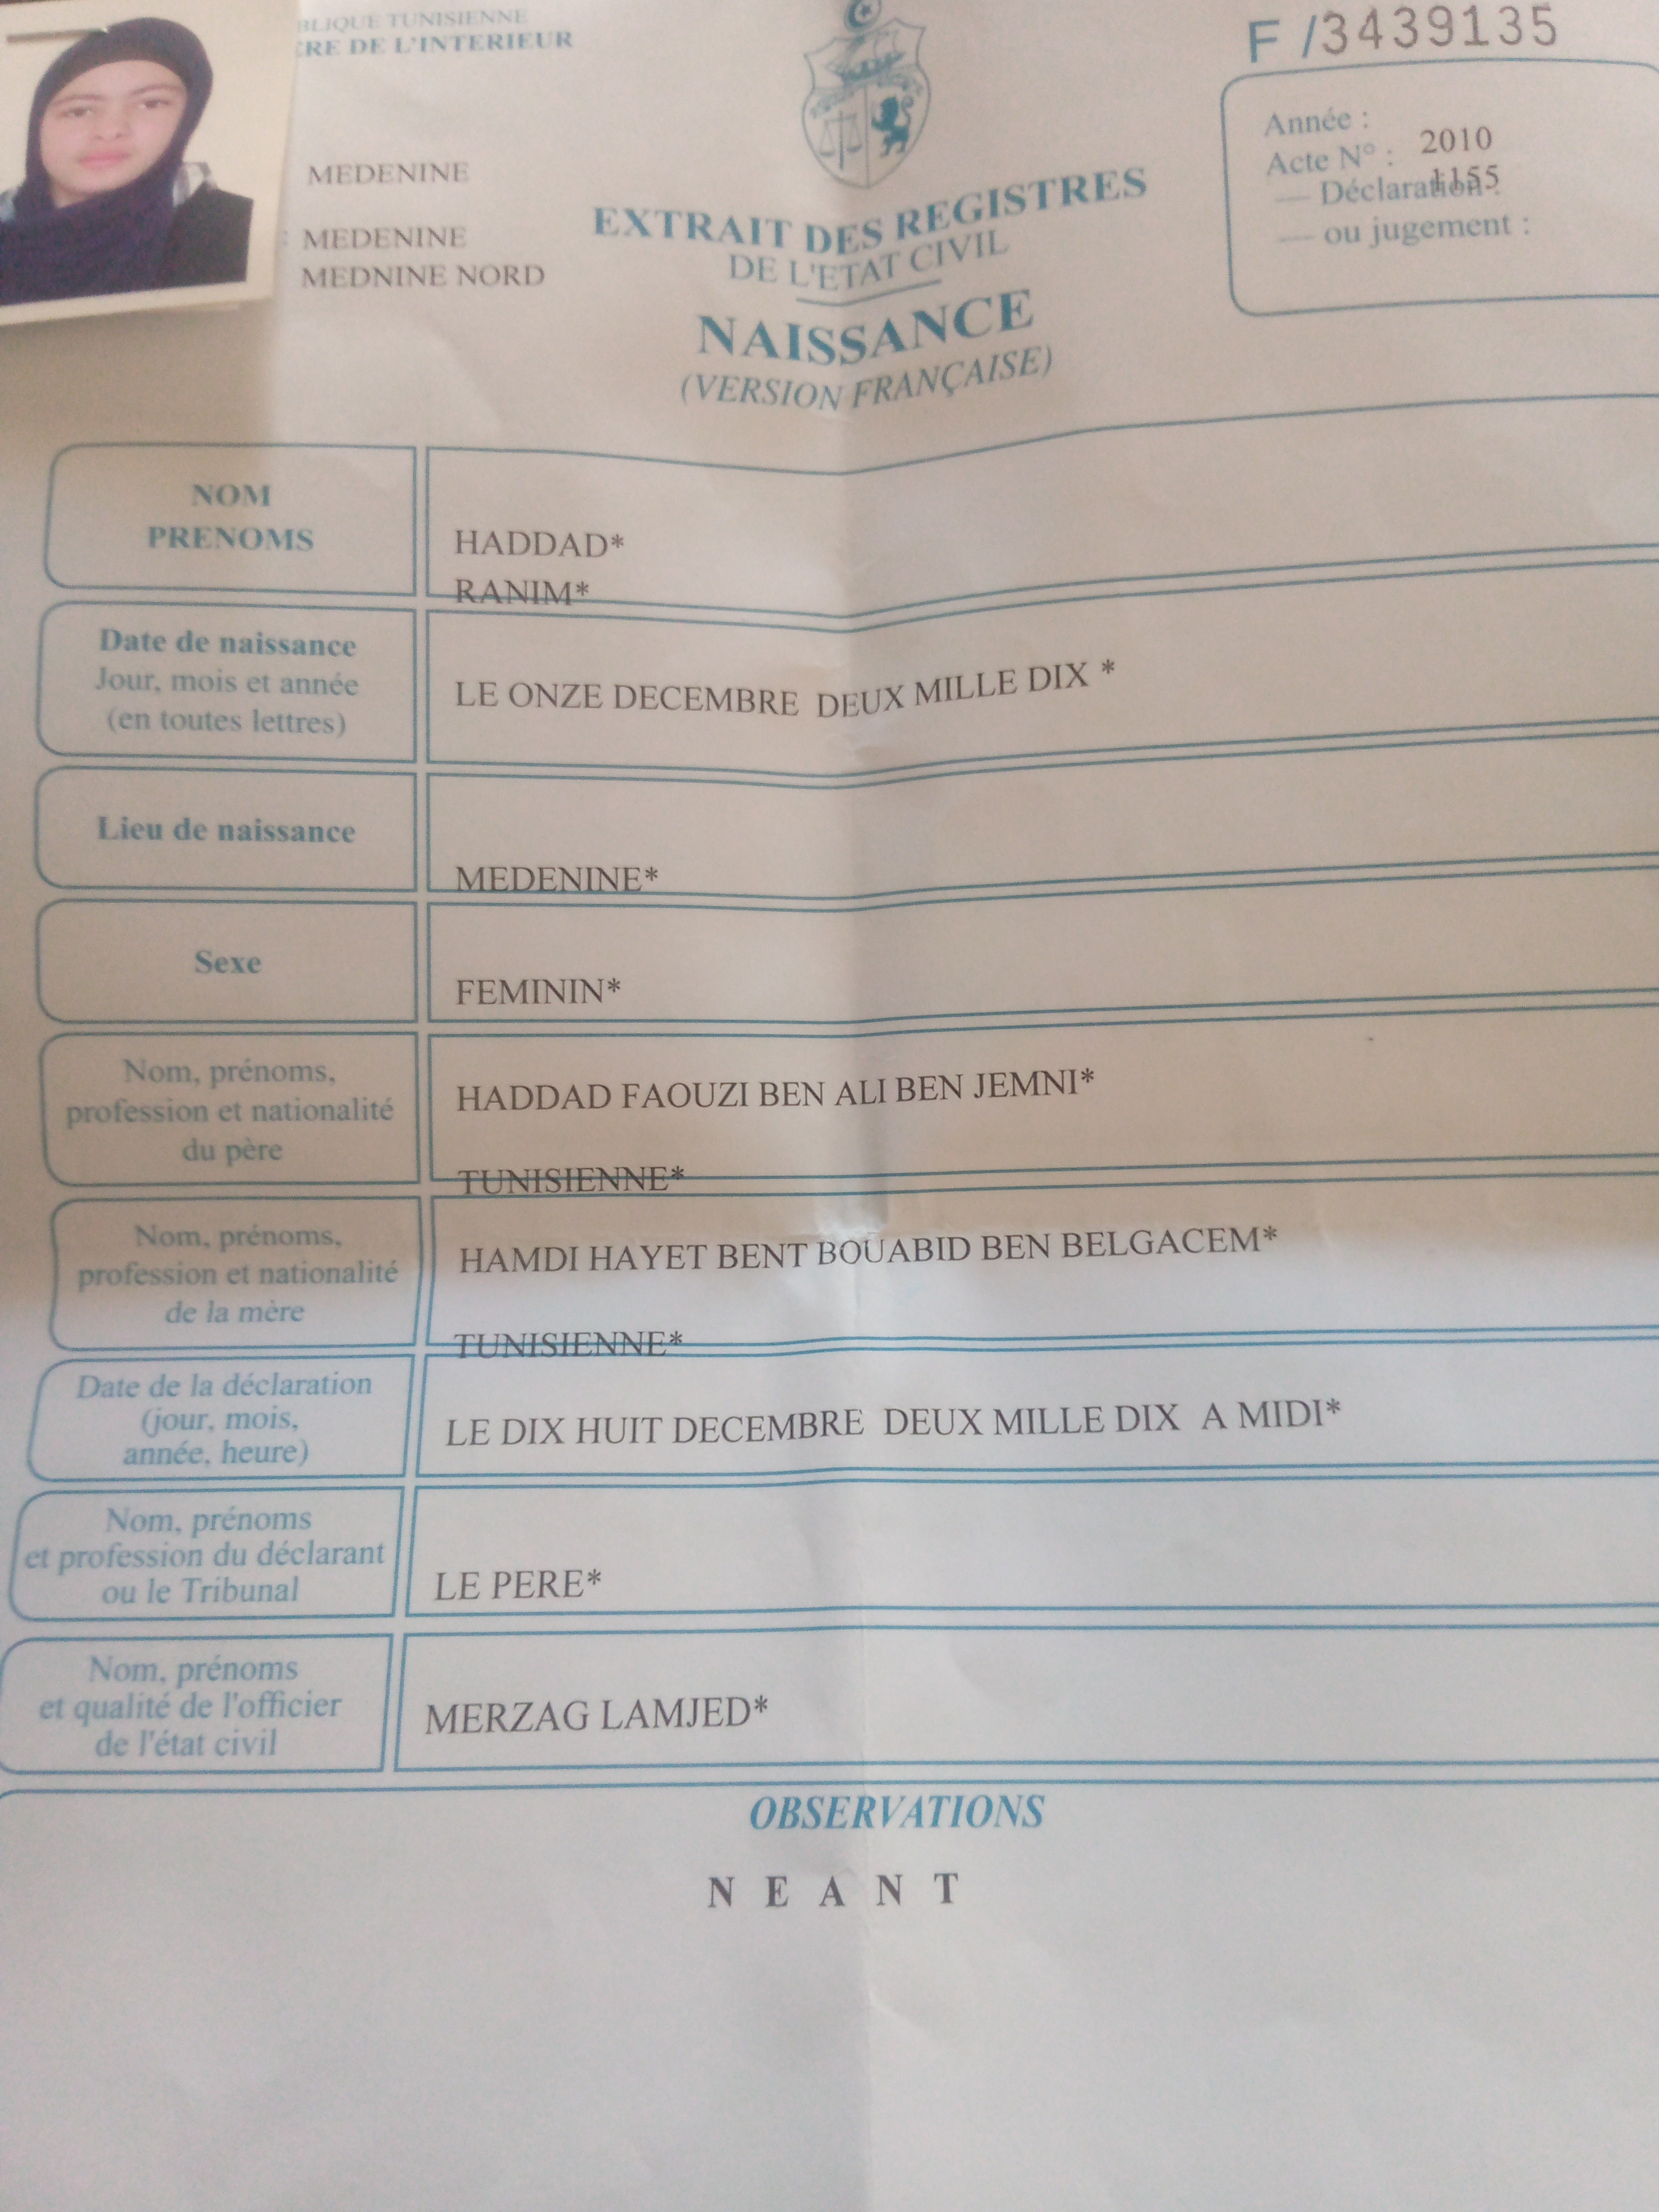 BLIQUE TUNISIENNE
RE DE L'INTERIEUR
F /3439135
MEDENINE
MEDENINE
MEDNINE NORD
EXTRAIT DES REGISTRES
DE L'ETAT CIVIL
NAISSANCE
(VERSION FRANÇAISE)
Année :
2010
Acte N° :
1155
— Déclaration :
— ou jugement :
NOM
PRENOMS
HADDAD*
RANIM*
Date de naissance
Jour, mois et année
(en toutes lettres)
LE ONZE DECEMBRE DEUX MILLE DIX *
Lieu de naissance
MEDENINE*
Sexe
FEMININ*
Nom, prénoms,
profession et nationalité
du père
HADDAD FAOUZI BEN ALI BEN JEMNI*
TUNISIENNE*
Nom, prénoms,
profession et nationalité
de la mère
HAMDI HAYET BENT BOUABID BEN BELGACEM*
TUNISIENNE*
Date de la déclaration
(jour, mois,
année, heure)
LE DIX HUIT DECEMBRE DEUX MILLE DIX A MIDI*
Nom, prénoms
et profession du déclarant
ou le Tribunal
LE PERE*
Nom, prénoms
et qualité de l'officier
de l'état civil
MERZAG LAMJED*
OBSERVATIONS
N E A N T